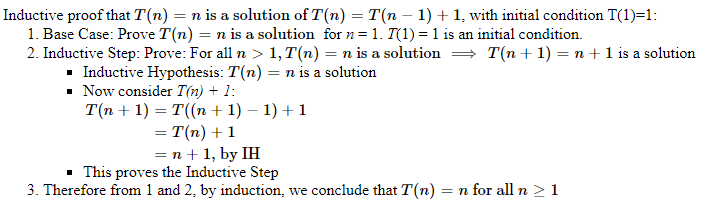 Inductive proof that T(n) = n is a solution of T(n) = T(n − 1) + 1, with initial condition T(1)=1:
1. Base Case: Prove T(n) = n is a solution for n = 1. T(1) = 1 is an initial condition.
2. Inductive Step: Prove: For all n > 1, T(n) = n is a solution ⟹ T(n + 1) = n + 1 is a solution
▪ Inductive Hypothesis: T(n) = n is a solution
▪ Now consider T(n) + 1:
T(n + 1) = T((n + 1) − 1) + 1
= T(n) + 1
= n + 1, by IH
▪ This proves the Inductive Step
3. Therefore from 1 and 2, by induction, we conclude that T(n) = n for all n ≥ 1